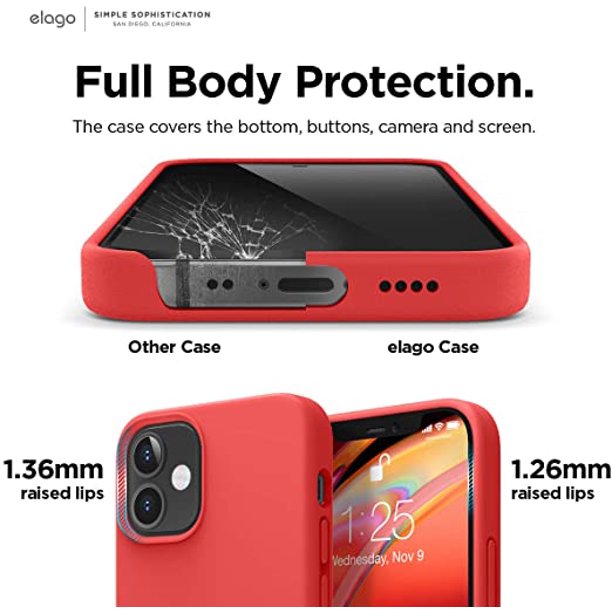 elago
SIMPLE SOPHISTICATION
SAN DIEGO, CALIFORNIA
Full Body Protection.
The case covers the bottom, buttons, camera and screen.
Other Case
elago Case
1.36mm
raised lips
1.26mm
raised lips
1:25
Wednesday, Nov 9